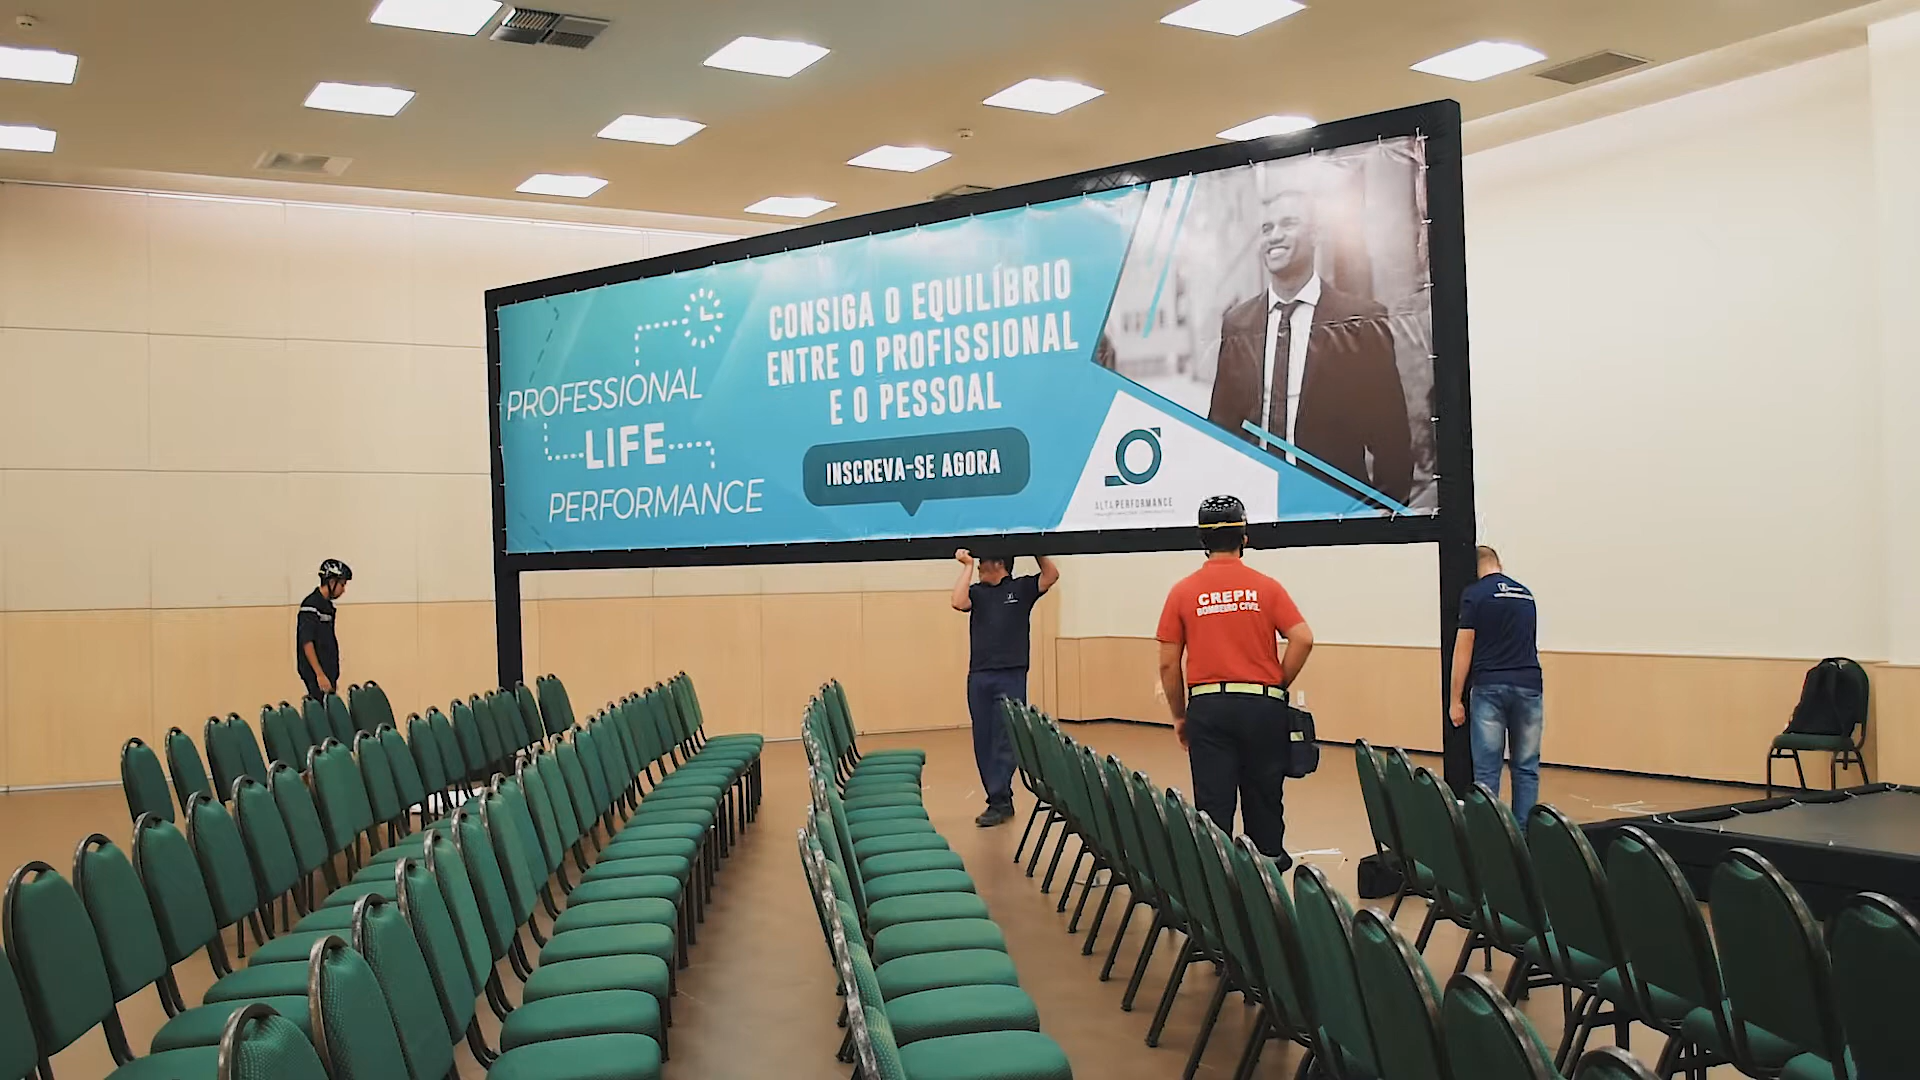 PROFESSIONAL
LIFE
PERFORMANCE
CONSIGA O EQUILÍBRIO
ENTRE O PROFISSIONAL
E O PESSOAL
INSCREVA-SE AGORA
ALTA PERFORMANCE
CREPH
BOMBEIRO CIVIL